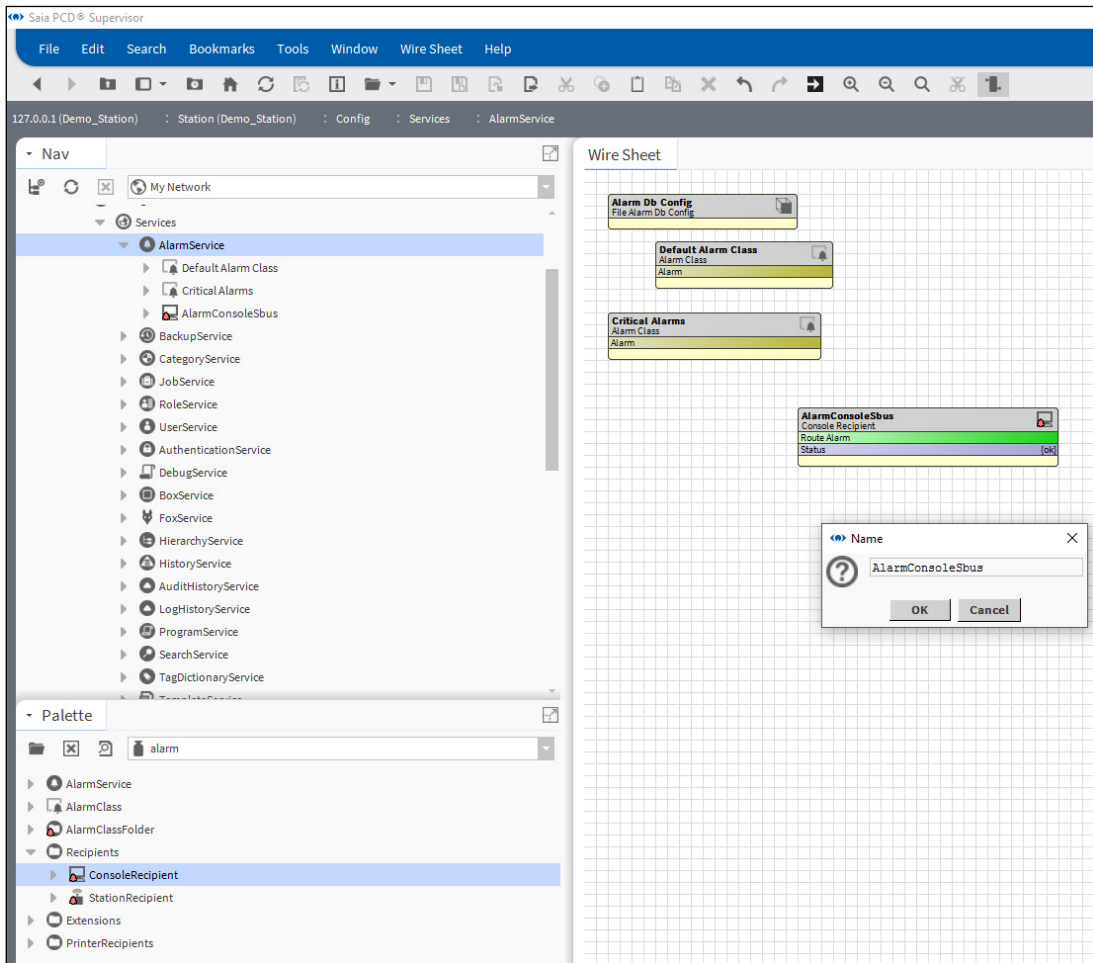 Saia PCD® Supervisor
File Edit Search Bookmarks Tools Window Wire Sheet Help
127.0.0.1 (Demo_Station) : Station (Demo_Station) : Config : Services : AlarmService
Nav
My Network
Services
AlarmService
Default Alarm Class
Critical Alarms
AlarmConsoleSbus
BackupService
CategoryService
JobService
RoleService
UserService
AuthenticationService
DebugService
BoxService
FoxService
HierarchyService
HistoryService
AuditHistoryService
LogHistoryService
ProgramService
SearchService
TagDictionaryService
TemplateService
Palette
alarm
AlarmService
AlarmClass
AlarmClassFolder
Recipients
ConsoleRecipient
StationRecipient
Extensions
PrinterRecipients
Wire Sheet
Alarm Db Config
File Alarm Db Config
Default Alarm Class
Alarm Class
Alarm
Critical Alarms
Alarm Class
Alarm
AlarmConsoleSbus
Console Recipient
Route Alarm
Status {ok}
Name
AlarmConsoleSbus
OK Cancel